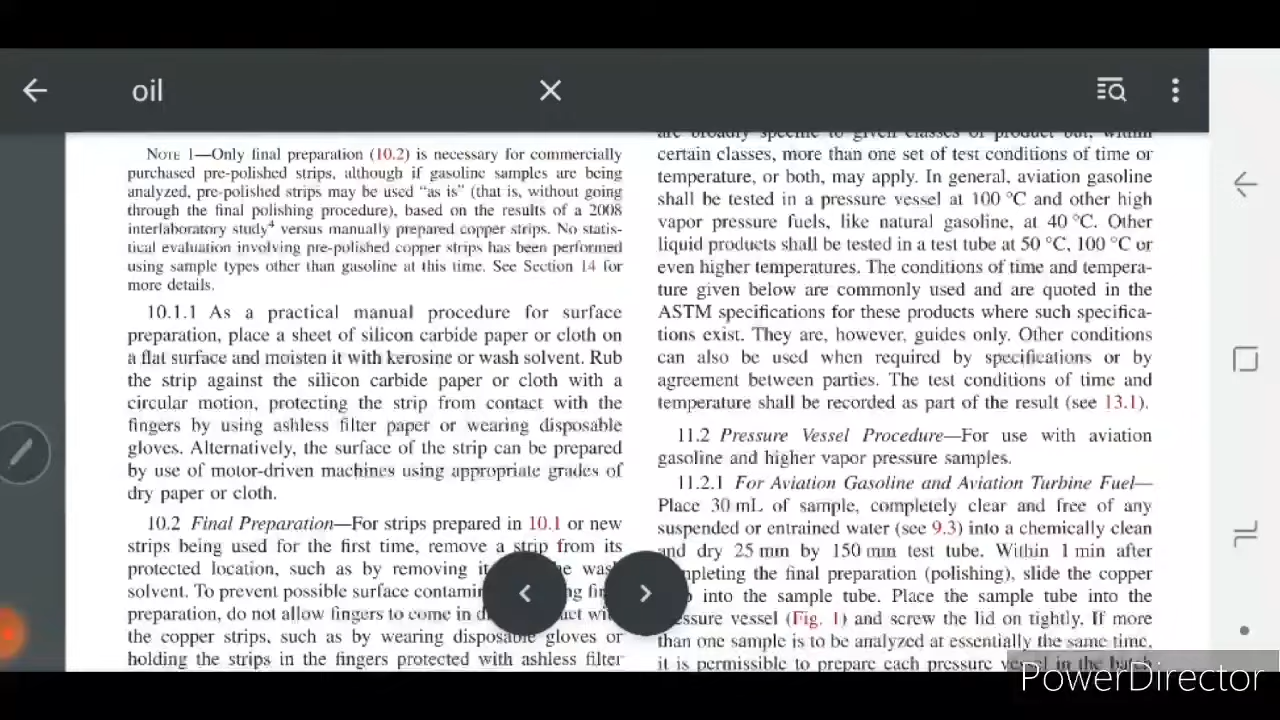 oil
NOTE 1—Only final preparation (10.2) is necessary for commercially
purchased pre-polished strips, although if gasoline samples are being
analyzed, pre-polished strips may be used “as is” (that is, without going
through the final polishing procedure), based on the results of a 2008
interlaboratory study4 versus manually prepared copper strips. No statis-
tical evaluation involving pre-polished copper strips has been performed
using sample types other than gasoline at this time. See Section 14 for
more details.
10.1.1 As a practical manual procedure for surface
preparation, place a sheet of silicon carbide paper or cloth on
a flat surface and moisten it with kerosine or wash solvent. Rub
the strip against the silicon carbide paper or cloth with a
circular motion, protecting the strip from contact with the
fingers by using ashless filter paper or wearing disposable
gloves. Alternatively, the surface of the strip can be prepared
by use of motor-driven machines using appropriate grades of
dry paper or cloth.
10.2 Final Preparation—For strips prepared in 10.1 or new
strips being used for the first time, remove a strip from its
protected location, such as by removing it
solvent. To prevent possible surface
preparation, do not allow fingers to come in
the copper strips, such as by wearing disposable gloves or
holding the strips in the fingers protected with ashless filter
are broadly specific to given classes of product but, within
certain classes, more than one set of test conditions of time or
temperature, or both, may apply. In general, aviation gasoline
shall be tested in a pressure vessel at 100 °C and other high
vapor pressure fuels, like natural gasoline, at 40 °C. Other
liquid products shall be tested in a test tube at 50 °C, 100 °C or
even higher temperatures. The conditions of time and tempera-
ture given below are commonly used and are quoted in the
ASTM specifications for these products where such specifica-
tions exist. They are, however, guides only. Other conditions
can also be used when required by specifications or by
agreement between parties. The test conditions of time and
temperature shall be recorded as part of the result (see 13.1).
11.2 Pressure Vessel Procedure—For use with aviation
gasoline and higher vapor pressure samples.
11.2.1 For Aviation Gasoline and Aviation Turbine Fuel—
Place 30 mL of sample, completely clear and free of any
suspended or entrained water (see 9.3) into a chemically clean
and dry 25 mm by 150 mm test tube. Within 1 min after
the final preparation (polishing), slide the copper
into the sample tube. Place the sample tube into the
vessel (Fig. 1) and screw the lid on tightly. If more
than one sample is to be analyzed at essentially the same time,
it is permissible to prepare each pressure vessel in the batch
PowerDirector